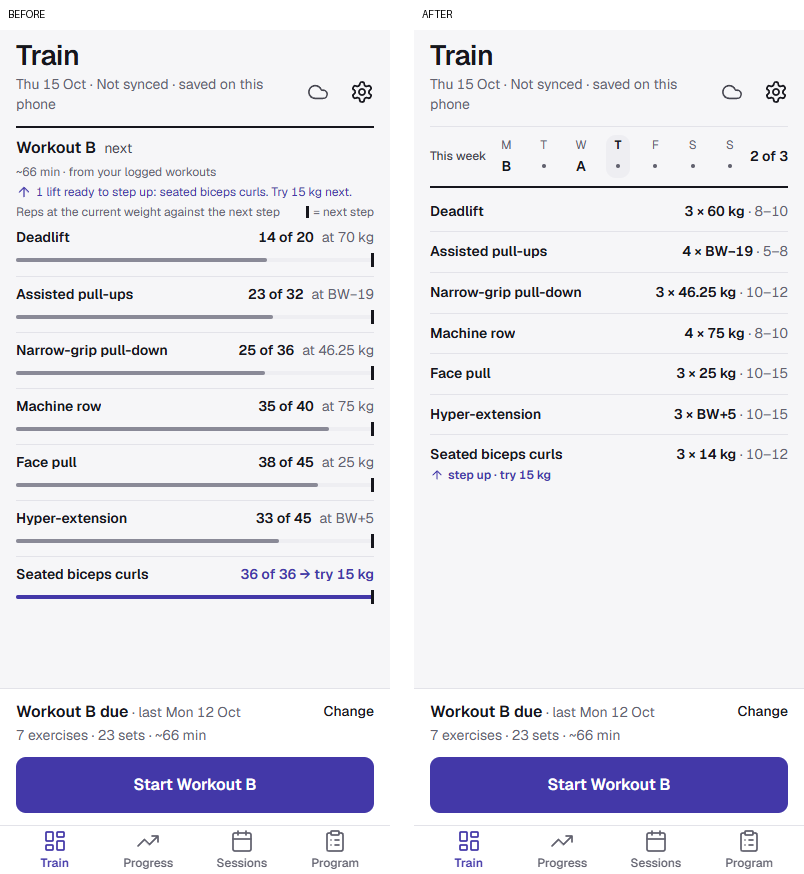 BEFORE
Train
Thu 15 Oct · Not synced · saved on this
phone
Workout B next
~66 min · from your logged workouts
↑ 1 lift ready to step up: seated biceps curls. Try 15 kg next.
Reps at the current weight against the next step
= next step
Deadlift 14 of 20 at 70 kg
Assisted pull-ups 23 of 32 at BW–19
Narrow-grip pull-down 25 of 36 at 46.25 kg
Machine row 35 of 40 at 75 kg
Face pull 38 of 45 at 25 kg
Hyper-extension 33 of 45 at BW+5
Seated biceps curls 36 of 36 → try 15 kg
Workout B due · last Mon 12 Oct
Change
7 exercises · 23 sets · ~66 min
Start Workout B
Train Progress Sessions Program
AFTER
Train
Thu 15 Oct · Not synced · saved on this
phone
M T W T F S S
This week
B • A • • • •
2 of 3
Deadlift 3 × 60 kg · 8–10
Assisted pull-ups 4 × BW–19 · 5–8
Narrow-grip pull-down 3 × 46.25 kg · 10–12
Machine row 4 × 75 kg · 8–10
Face pull 3 × 25 kg · 10–15
Hyper-extension 3 × BW+5 · 10–15
Seated biceps curls 3 × 14 kg · 10–12
↑ step up · try 15 kg
Workout B due · last Mon 12 Oct
Change
7 exercises · 23 sets · ~66 min
Start Workout B
Train Progress Sessions Program